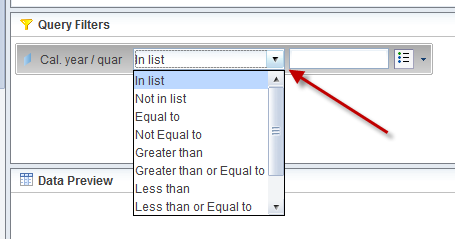 Query Filters
Cal. year / quar In list
In list
Not in list
Equal to
Not Equal to
Greater than
Greater than or Equal to
Less than
Less than or Equal to
Data Preview